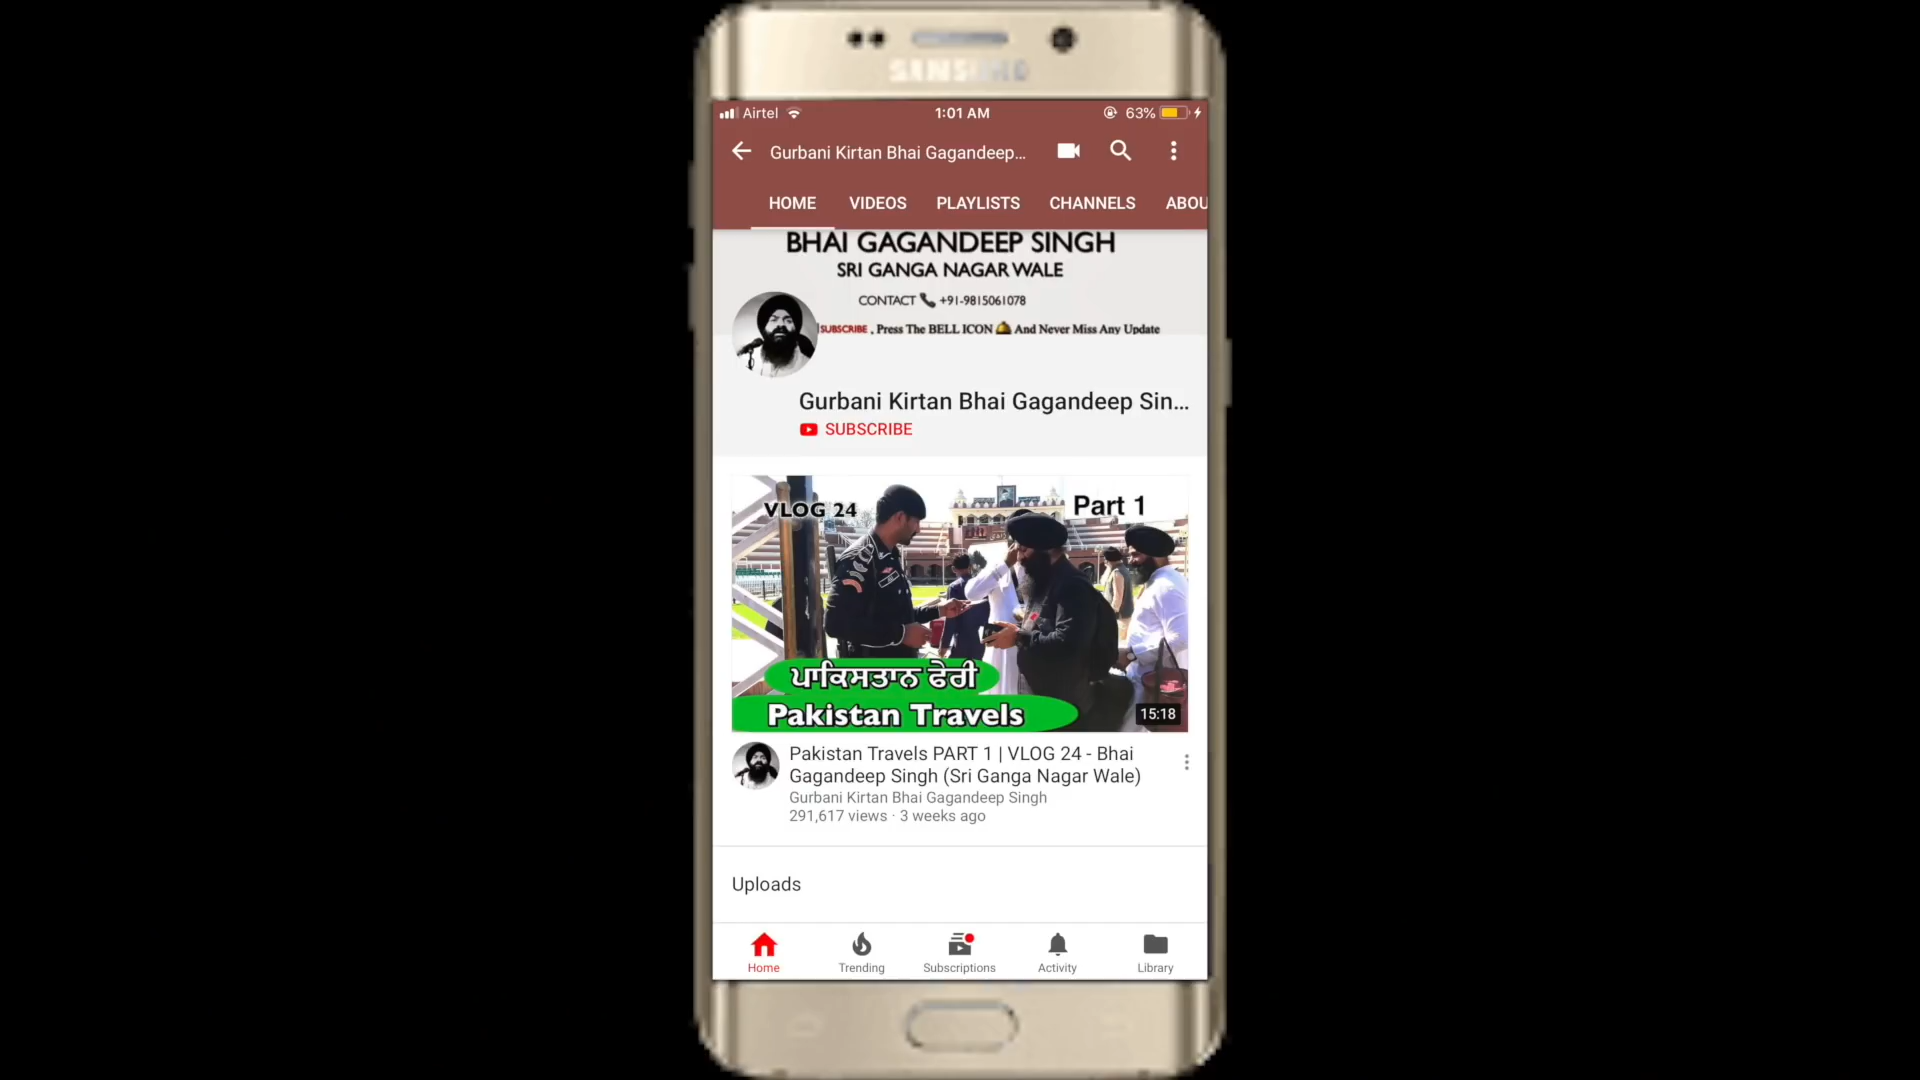 SAMSUNG
Airtel
1:01 AM
63%
Gurbani Kirtan Bhai Gagandeep...
HOME VIDEOS PLAYLISTS CHANNELS ABOU
BHAI GAGANDEEP SINGH
SRI GANGA NAGAR WALE
CONTACT +91-9815061078
SUBSCRIBE , Press The BELL ICON And Never Miss Any Update
Gurbani Kirtan Bhai Gagandeep Sin...
SUBSCRIBE
VLOG 24
Part 1
ਪਾਕਿਸਤਾਨ ਫੇਰੀ
Pakistan Travels
15:18
Pakistan Travels PART 1 | VLOG 24 - Bhai
Gagandeep Singh (Sri Ganga Nagar Wale)
Gurbani Kirtan Bhai Gagandeep Singh
291,617 views · 3 weeks ago
Uploads
Home Trending Subscriptions Activity Library